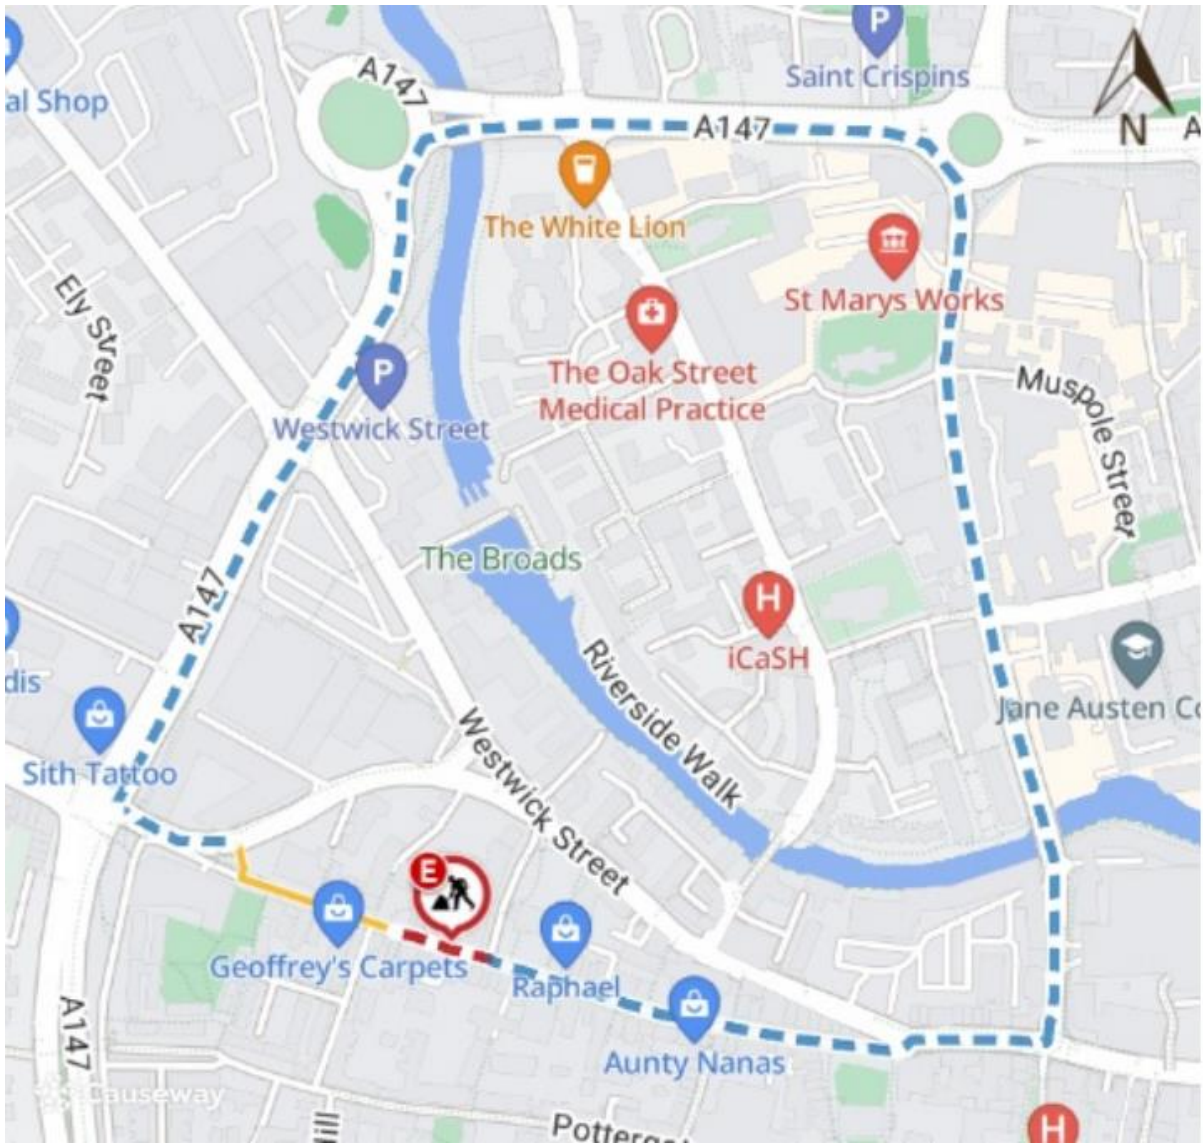 A147
P
Saint Crispins
al Shop
N
A147
A
The White Lion
St Marys Works
Ely Street
P
The Oak Street
Medical Practice
Muspole Street
Westwick Street
The Broads
A147
H
iCaSH
Riverside Walk
dis
Jane Austen Co
Sith Tattoo
Westwick Street
E
Geoffrey's Carpets
Raphael
A147
Aunty Nanas
Causeway
Potterga
H